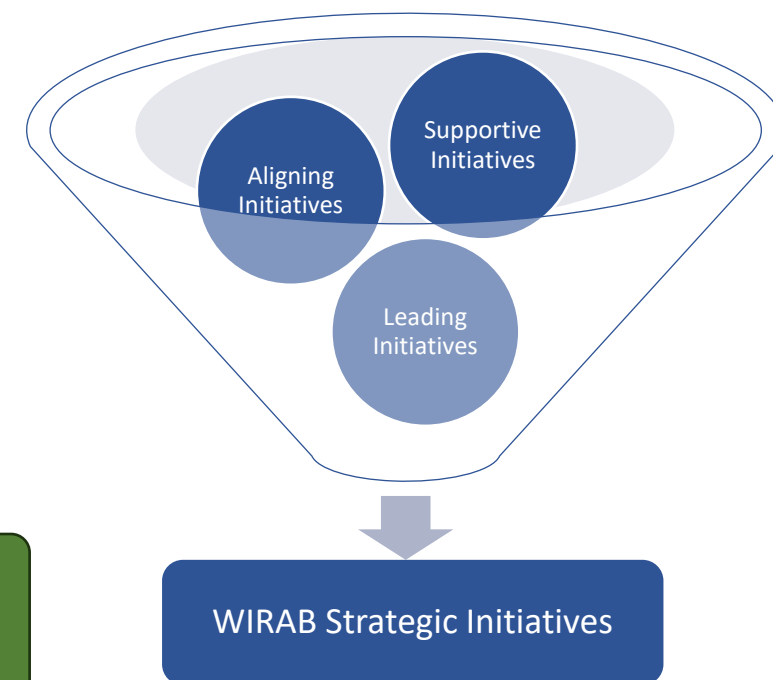 Supportive
Initiatives
Aligning
Initiatives
Leading
Initiatives
WIRAB Strategic Initiatives